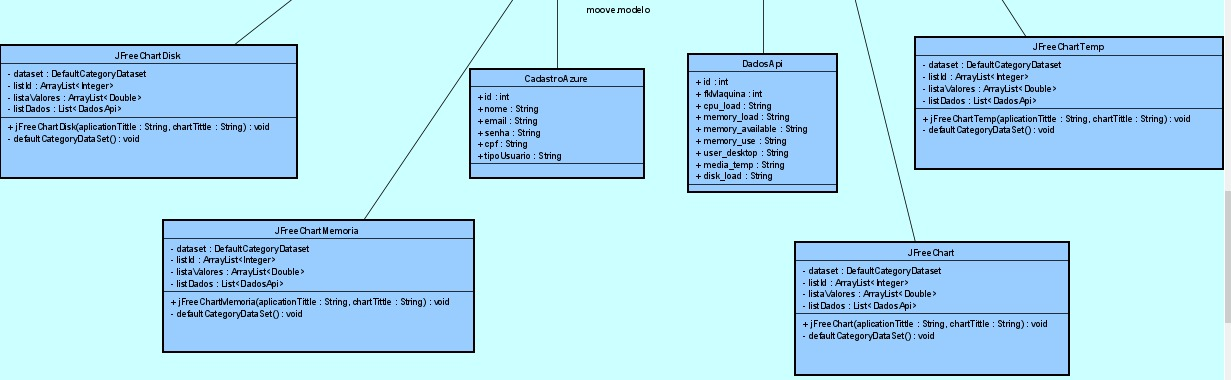 moove.modelo
JFreeChartDisk
- dataset : DefaultCategoryDataset
- listId : ArrayList<Integer>
- listaValores : ArrayList<Double>
- listDados : List<DadosApi>
+ jFreeChartDisk(aplicationTittle : String, chartTittle : String) : void
- defaultCategoryDataSet() : void
CadastroAzure
+ id : int
+ nome : String
+ email : String
+ senha : String
+ cpf : String
+ tipoUsuario : String
DadosApi
+ id : int
+ fkMaquina : int
+ cpu_load : String
+ memory_load : String
+ memory_available : String
+ memory_use : String
+ user_desktop : String
+ media_temp : String
+ disk_load : String
JFreeChartTemp
- dataset : DefaultCategoryDataset
- listId : ArrayList<Integer>
- listaValores : ArrayList<Double>
- listDados : List<DadosApi>
+ jFreeChartTemp(aplicationTittle : String, chartTittle : String) : void
- defaultCategoryDataSet() : void
JFreeChartMemoria
- dataset : DefaultCategoryDataset
- listId : ArrayList<Integer>
- listaValores : ArrayList<Double>
- listDados : List<DadosApi>
+ jFreeChartMemoria(aplicationTittle : String, chartTittle : String) : void
- defaultCategoryDataSet() : void
JFreeChart
- dataset : DefaultCategoryDataset
- listId : ArrayList<Integer>
- listaValores : ArrayList<Double>
- listDados : List<DadosApi>
+ jFreeChart(aplicationTittle : String, chartTittle : String) : void
- defaultCategoryDataSet() : void